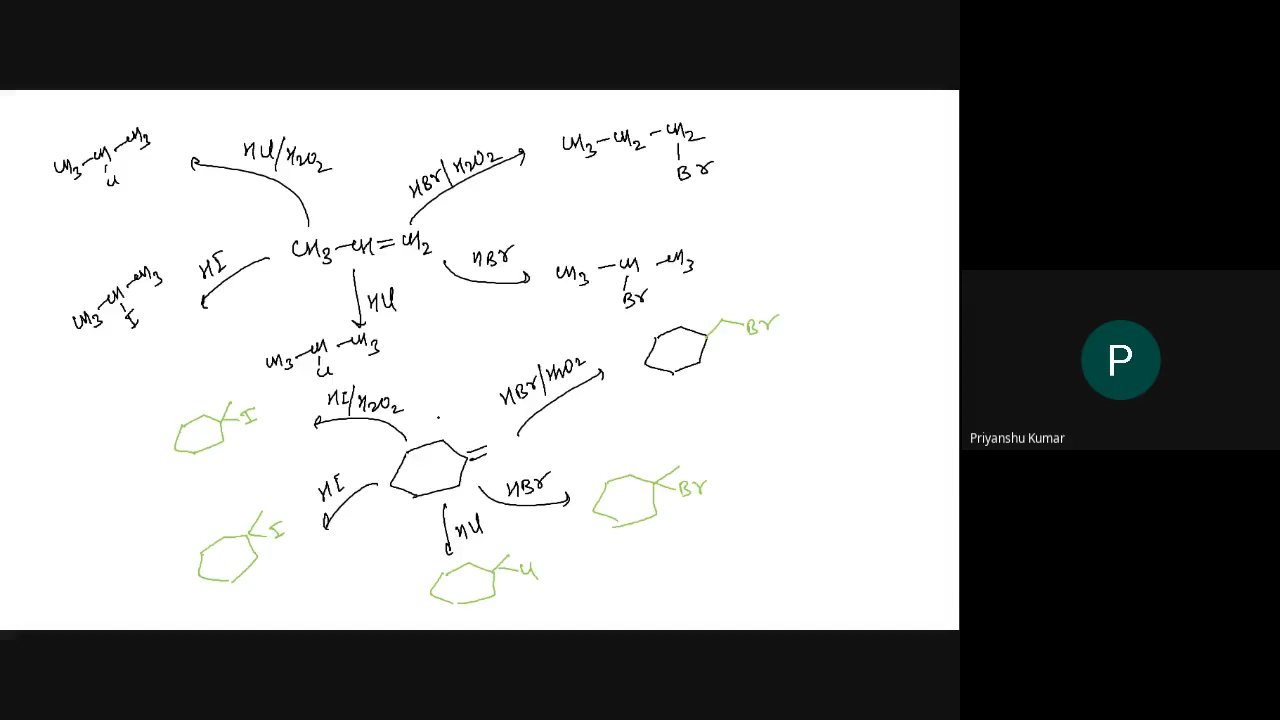 CH3-CH-CH3
Cl
HCl/H2O2
HBr/H2O2
CH3-CH2-CH2
Br
CH3-CH=CH2
HI
CH3-CH-CH3
I
HCl
CH3-CH-CH3
Cl
HBr
CH3-CH-CH3
Br
HBr/H2O2
Br
HI/H2O2
I
HI
I
HBr
Br
HCl
Cl
P
Priyanshu Kumar